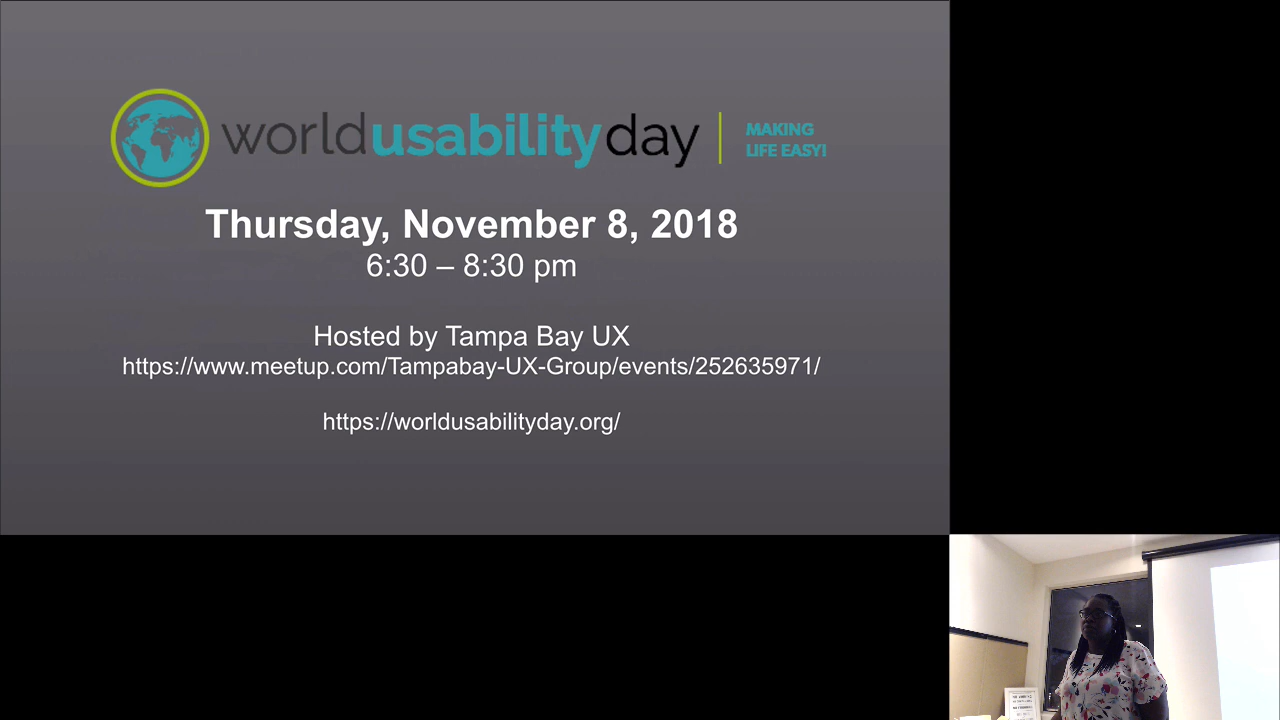 worldusabilityday
MAKING
LIFE EASY!
Thursday, November 8, 2018
6:30 – 8:30 pm
Hosted by Tampa Bay UX
https://www.meetup.com/Tampabay-UX-Group/events/252635971/
https://worldusabilityday.org/